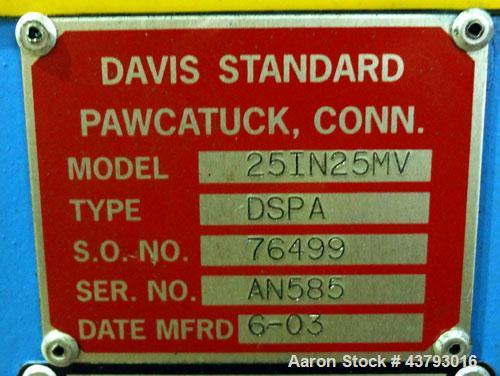 DAVIS STANDARD
PAWCATUCK, CONN.
MODEL 25IN25MV
TYPE DSPA
S.O. NO. 76499
SER. NO. AN585
DATE MFRD 6-03
Aaron Stock # 43793016